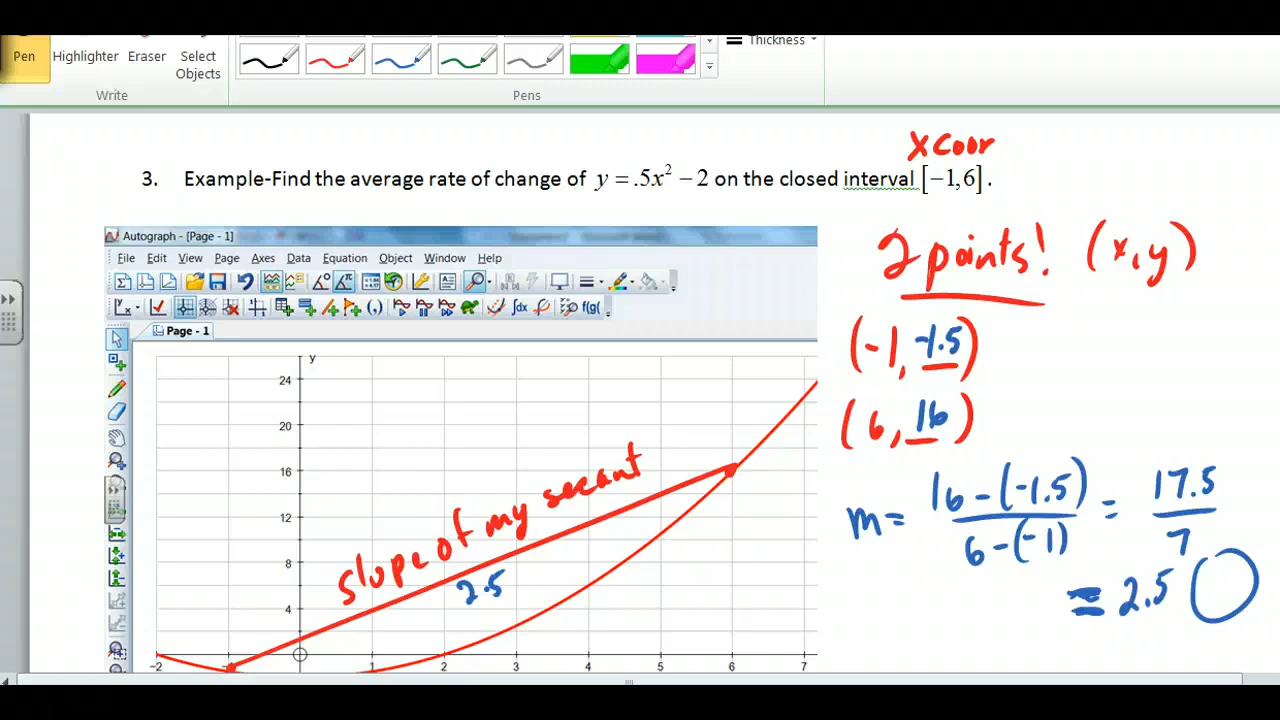 Pen Highlighter Eraser Select Objects
Thickness
Write
Pens
x coor
3. Example-Find the average rate of change of y = .5x² − 2 on the closed interval [−1,6].
2 points! (x, y)
(-1, -1.5)
(6, 16)
m = 16 - (-1.5) / 6 - (-1) = 17.5 / 7
= 2.5
Autograph - [Page - 1]
File Edit View Page Axes Data Equation Object Window Help
Page - 1
y
24
20
16
12
8
4
slope of my secant
2.5
-2 1 2 3 4 5 6 7